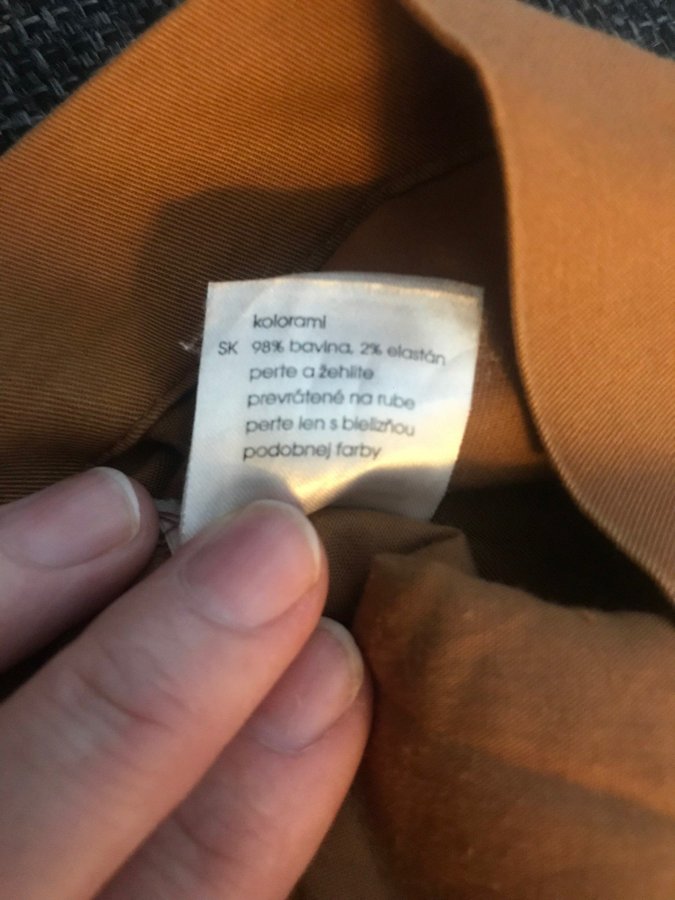 kolorami
SK 98% bavlna, 2% elastán
perte a žehlite
prevrátené na rube
perte len s bielizňou
podobnej farby